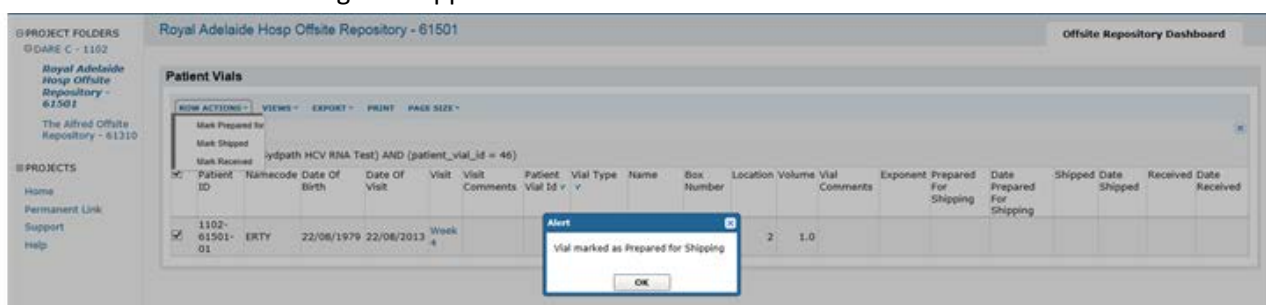 PROJECT FOLDERS
DARE C - 1102
Royal Adelaide
Hosp Offsite
Repository -
61501
The Alfred Offsite
Repository - 61310
PROJECTS
Home
Permanent Link
Support
Help
Royal Adelaide Hosp Offsite Repository - 61501
Offsite Repository Dashboard
Patient Vials
ROW ACTIONS VIEWS EXPORT PRINT PAGE SIZE
Mark Prepared for
Mark Shipped
Mark Received
HCV RNA Test) AND (patient_vial_id = 46)
Patient ID Namecode Date Of Birth Date Of Visit Visit Visit Comments Patient Vial Id Vial Type Name Box Number Location Volume Vial Comments Exponent Prepared For Shipping Date Prepared For Shipping Shipped Date Shipped Received Date Received
1102-61501-01 ERTY 22/08/1979 22/08/2013 Week 4 2 1.0
Alert
Vial marked as Prepared for Shipping
OK